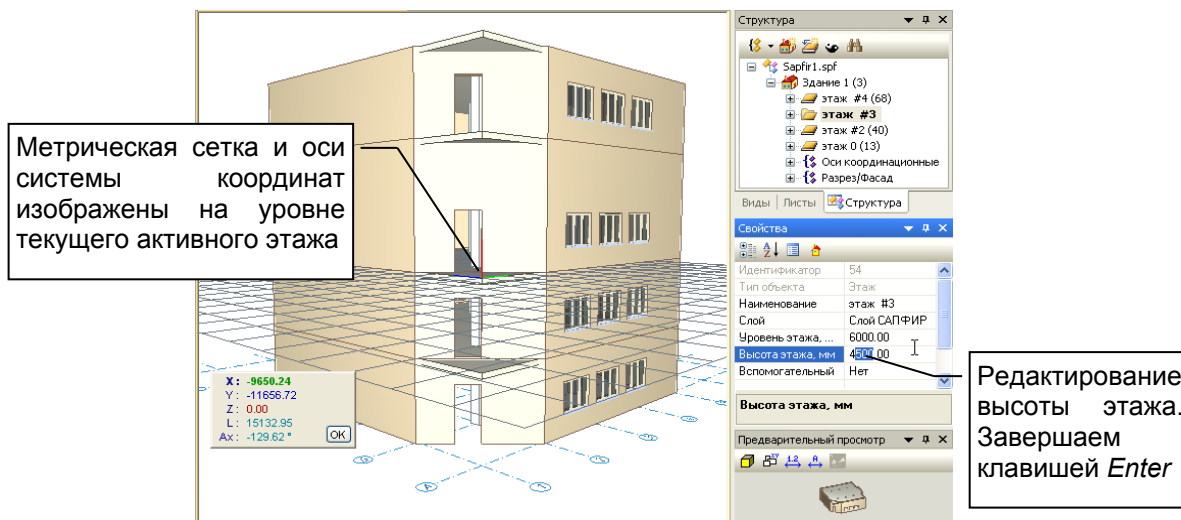 Метрическая сетка и оси
системы координат
изображены на уровне
текущего активного этажа
X: -9650.24
Y: -11656.72
Z: 0.00
L: 15132.95
Ax: -129.62 °
OK
Структура
Sapfir1.spf
Здание 1 (3)
этаж #4 (68)
этаж #3
этаж #2 (40)
этаж 0 (13)
Оси координационные
Разрез/Фасад
Виды Листы Структура
Свойства
Идентификатор 54
Тип объекта Этаж
Наименование этаж #3
Слой Слой САПФИР
Уровень этажа, ... 6000.00
Высота этажа, мм 4500.00
Вспомогательный Нет
Высота этажа, мм
Предварительный просмотр
Редактирование
высоты этажа.
Завершаем
клавишей Enter